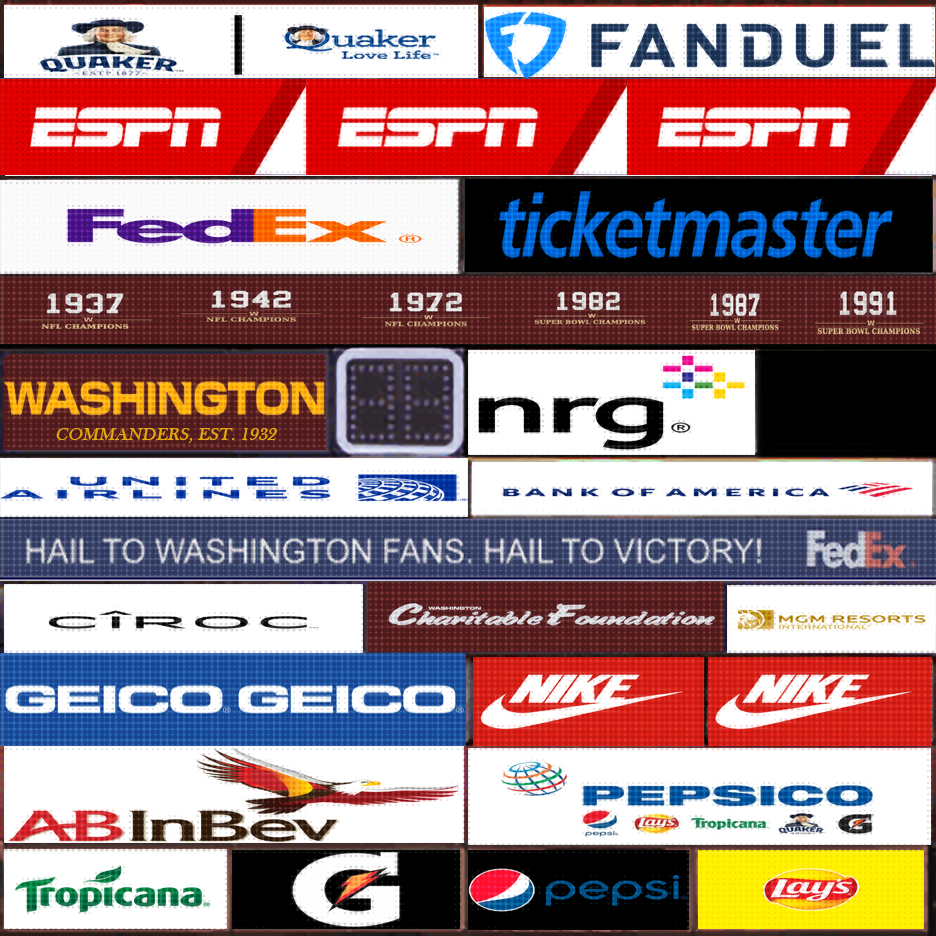 QUAKER
ESTD 1877
Quaker
Love Life™
FANDUEL
ESPN ESPN ESPN
FedEx®
ticketmaster
1937
W
NFL CHAMPIONS
1942
W
NFL CHAMPIONS
1972
W
NFL CHAMPIONS
1982
W
SUPER BOWL CHAMPIONS
1987
W
SUPER BOWL CHAMPIONS
1991
W
SUPER BOWL CHAMPIONS
WASHINGTON
COMMANDERS, EST. 1932
nrg®
UNITED
AIRLINES
BANK OF AMERICA
HAIL TO WASHINGTON FANS. HAIL TO VICTORY! FedEx
CÎROC
WASHINGTON
Charitable Foundation
MGM RESORTS
INTERNATIONAL
GEICO GEICO
NIKE
NIKE
ABInBev
PEPSICO
pepsi Lay's Tropicana QUAKER G
Tropicana
G
pepsi
Lay's